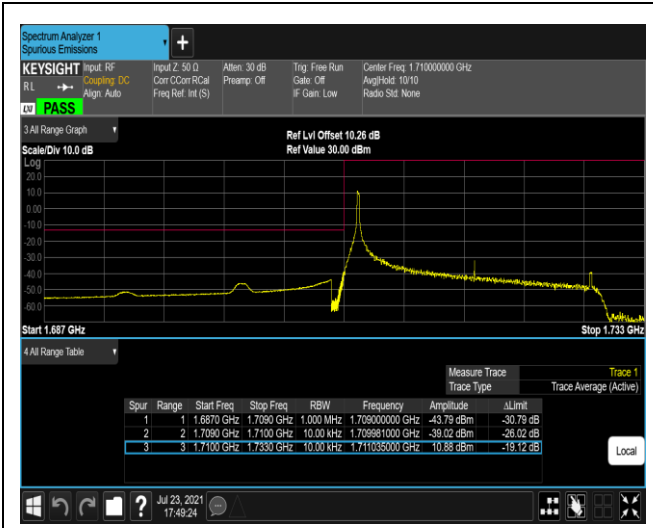 Spectrum Analyzer 1
Spurious Emissions
KEYSIGHT Input: RF Input Z: 50 Ω Atten: 30 dB Trig: Free Run Center Freq: 1.710000000 GHz
RL Coupling: DC Corr CCorr RCal Preamp: Off Gate: Off Avg|Hold: 10/10
Align: Auto Freq Ref: Int (S) IF Gain: Low Radio Std: None
LXI PASS
3 All Range Graph
Ref Lvl Offset 10.26 dB
Scale/Div 10.0 dB Ref Value 30.00 dBm
Log
20.0
10.0
0.00
-10.0
-20.0
-30.0
-40.0
-50.0
-60.0
Start 1.687 GHz Stop 1.733 GHz
4 All Range Table
Measure Trace Trace 1
Trace Type Trace Average (Active)
Spur Range Start Freq Stop Freq RBW Frequency Amplitude ΔLimit
1 1 1.6870 GHz 1.7090 GHz 1.000 MHz 1.709000000 GHz -43.79 dBm -30.79 dB
2 2 1.7090 GHz 1.7100 GHz 10.00 kHz 1.709981000 GHz -39.02 dBm -26.02 dB
3 3 1.7100 GHz 1.7330 GHz 10.00 kHz 1.711035000 GHz 10.88 dBm -19.12 dB
Local
? Jul 23, 2021
17:49:24